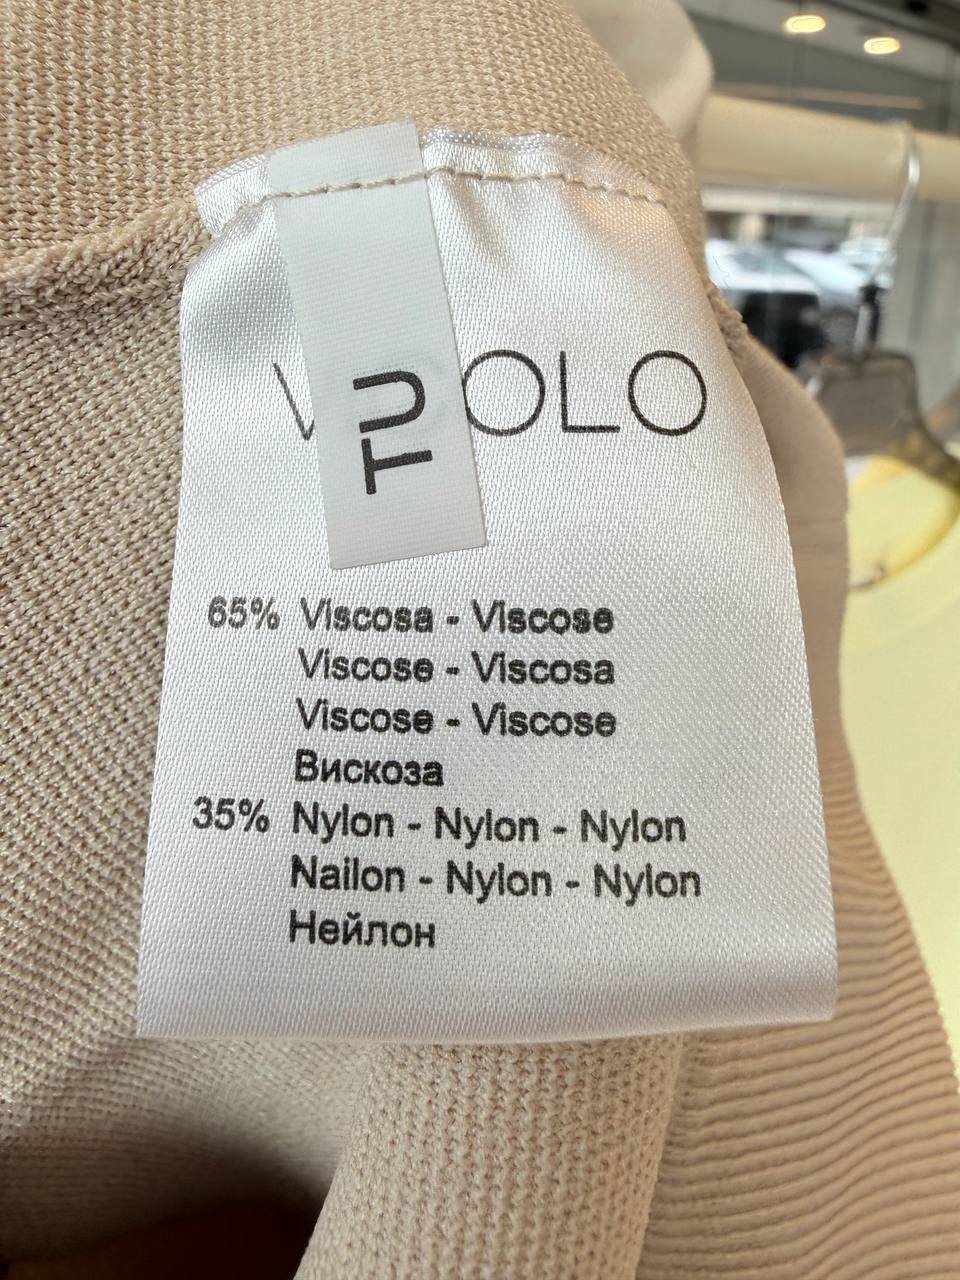 TU
OLO
65% Viscosa - Viscose
Viscose - Viscosa
Viscose - Viscose
Вискоза
35% Nylon - Nylon - Nylon
Nailon - Nylon - Nylon
Нейлон